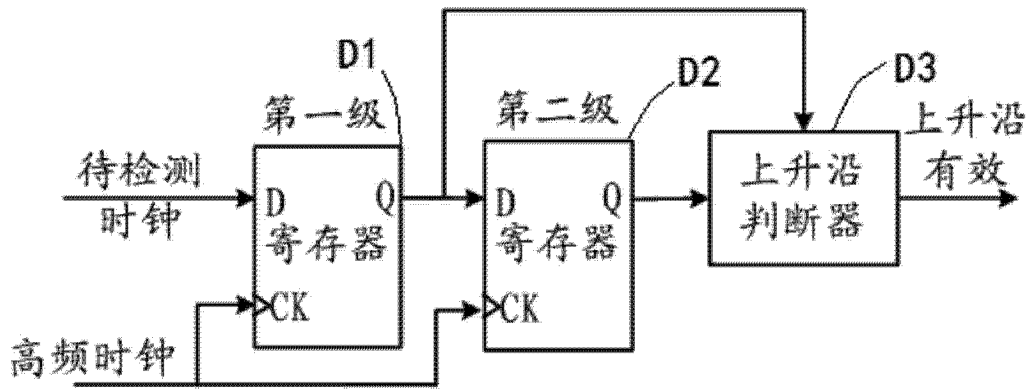 D1
D2
D3
第一级
第二级
上升沿
有效
待检测
时钟
D
Q
寄存器
CK
D
Q
寄存器
CK
上升沿
判断器
高频时钟